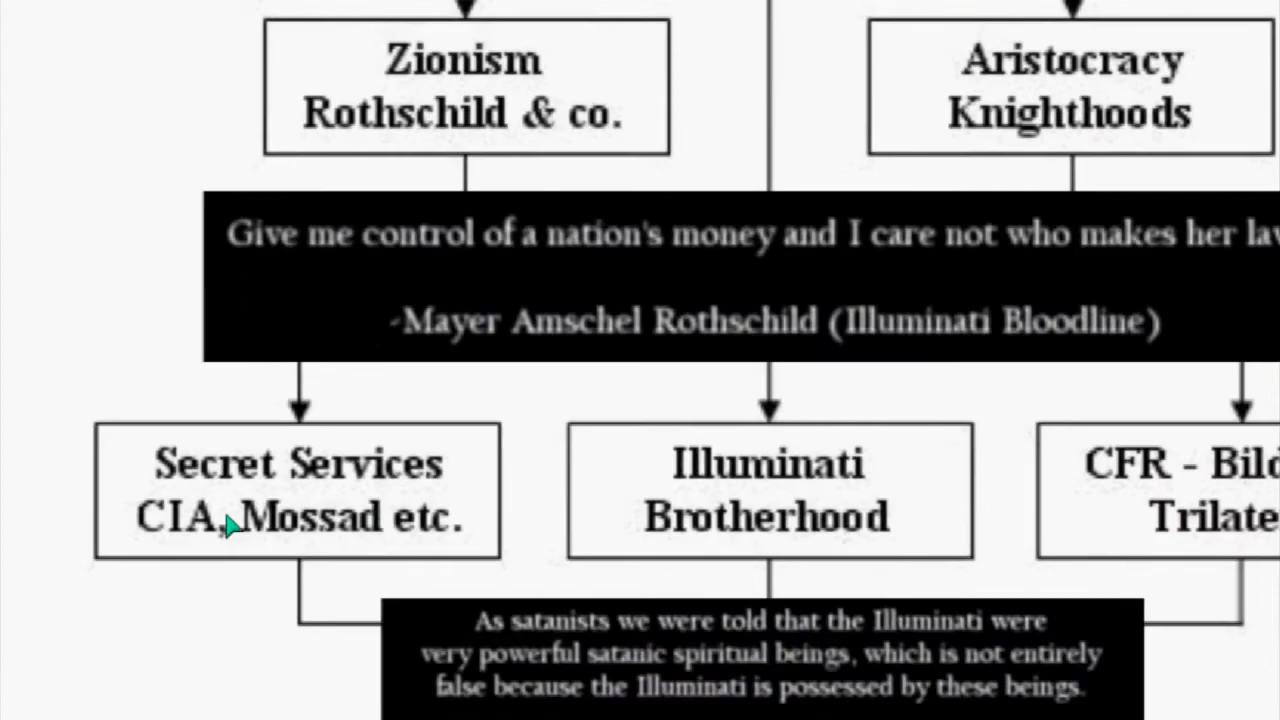 Zionism
Rothschild & co.
Aristocracy
Knighthoods
Give me control of a nation's money and I care not who makes her
-Mayer Amschel Rothschild (Illuminati Bloodline)
Secret Services
CIA, Mossad etc.
Illuminati
Brotherhood
CFR -
As satanists we were told that the Illuminati were
very powerful satanic spiritual beings, which is not entirely
false because the Illuminati is possessed by these beings.